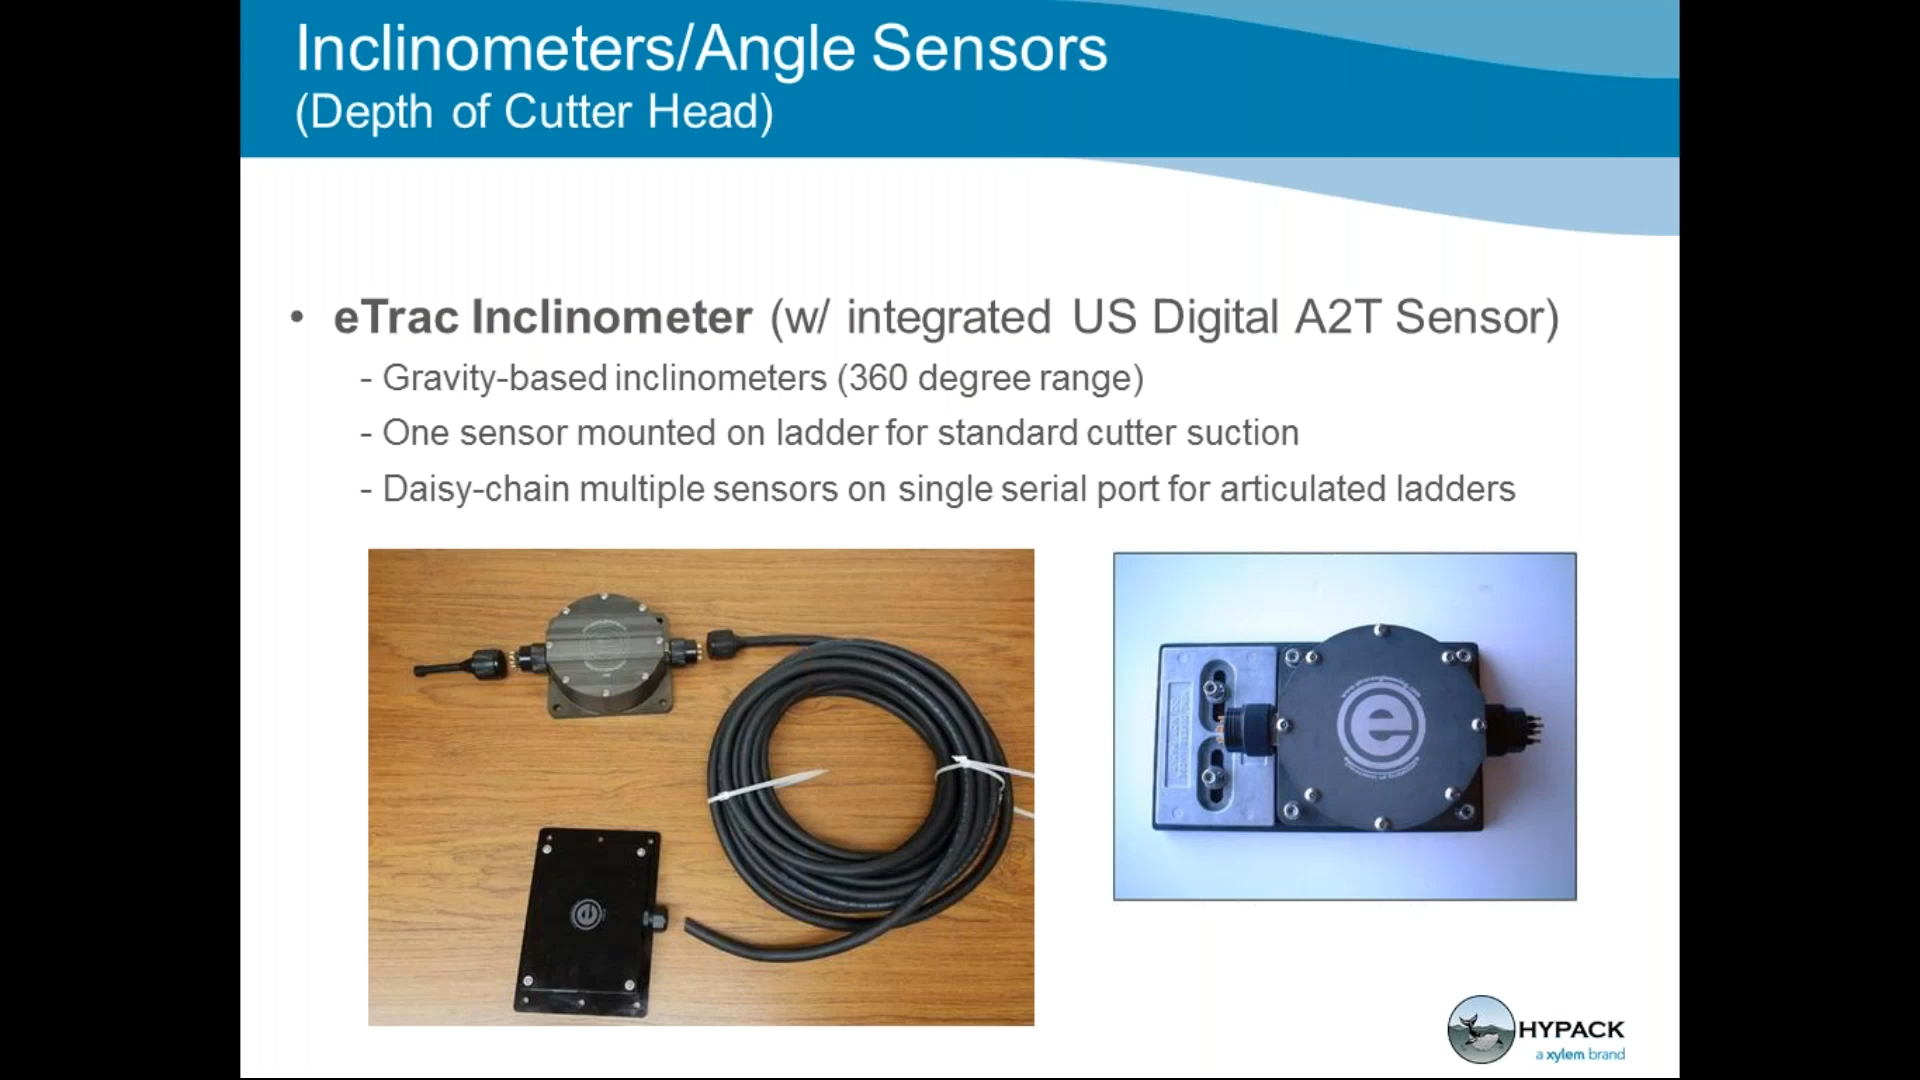 Inclinometers/Angle Sensors
(Depth of Cutter Head)
• eTrac Inclinometer (w/ integrated US Digital A2T Sensor)
- Gravity-based inclinometers (360 degree range)
- One sensor mounted on ladder for standard cutter suction
- Daisy-chain multiple sensors on single serial port for articulated ladders
e
e
HYPACK
a xylem brand